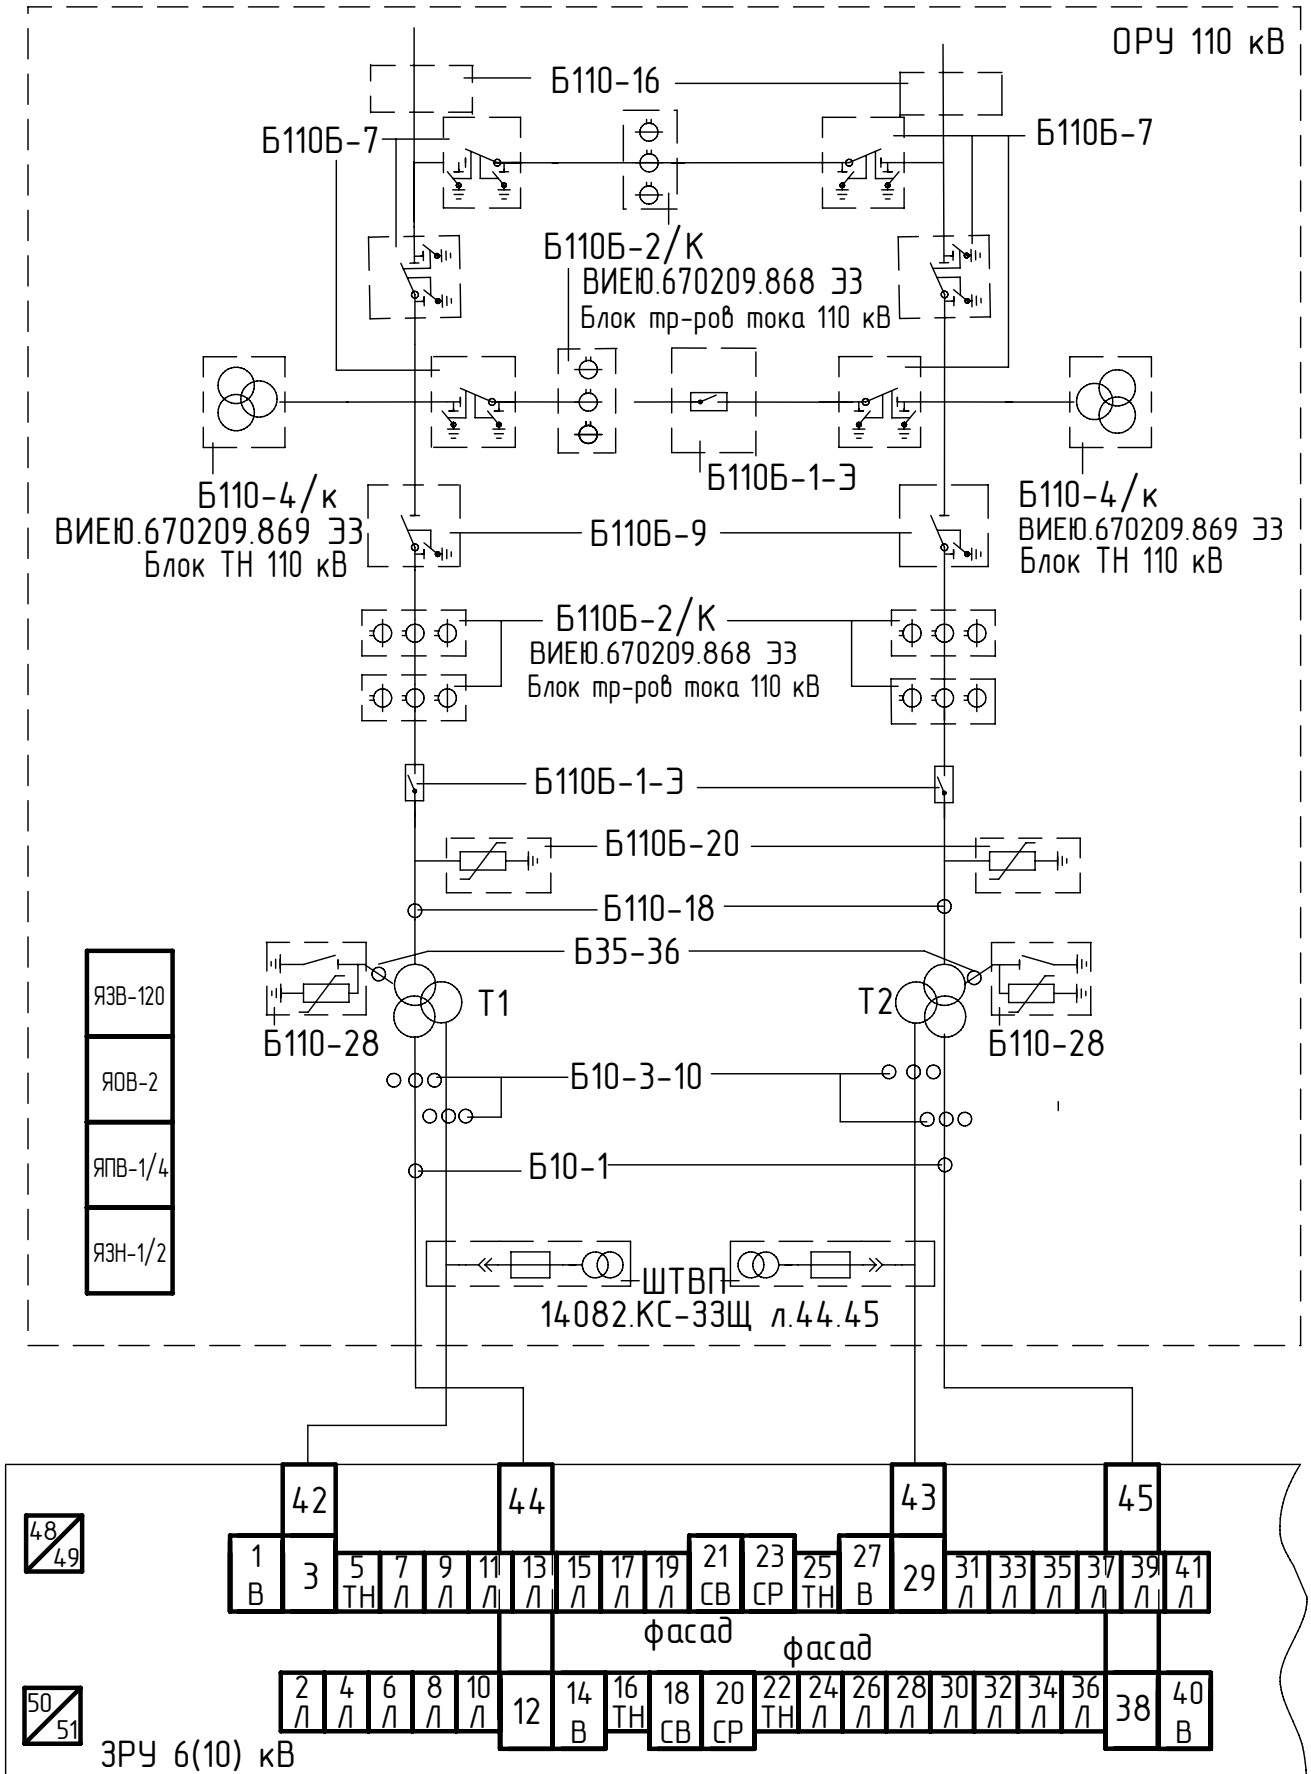 ОРУ 110 кВ
Б110-16
Б110Б-7
Б110Б-7
Б110Б-2/К
ВИЕЮ.670209.868 ЭЗ
Блок тр-ров тока 110 кВ
Б110Б-1-Э
Б110-4/к
ВИЕЮ.670209.869 ЭЗ
Блок ТН 110 кВ
Б110-4/к
ВИЕЮ.670209.869 ЭЗ
Блок ТН 110 кВ
Б110Б-9
Б110Б-2/К
ВИЕЮ.670209.868 ЭЗ
Блок тр-ров тока 110 кВ
Б110Б-1-Э
Б110Б-20
Б110-18
Б35-36
Т1
Т2
Б110-28
Б110-28
ЯЗВ-120
ЯОВ-2
ЯПВ-1/4
ЯЗН-1/2
Б10-3-10
Б10-1
ШТВП
14082.КС-33Щ л.44.45
42
44
43
45
48
49
1
В
3
5
ТН
7
Л
9
Л
11
Л
13
Л
15
Л
17
Л
19
Л
21
СВ
23
СР
25
ТН
27
В
29
31
Л
33
Л
35
Л
37
Л
39
Л
41
Л
фасад
фасад
50
51
2
Л
4
Л
6
Л
8
Л
10
Л
12
14
В
16
ТН
18
СВ
20
СР
22
ТН
24
Л
26
Л
28
Л
30
Л
32
Л
34
Л
36
Л
38
40
В
ЗРУ 6(10) кВ